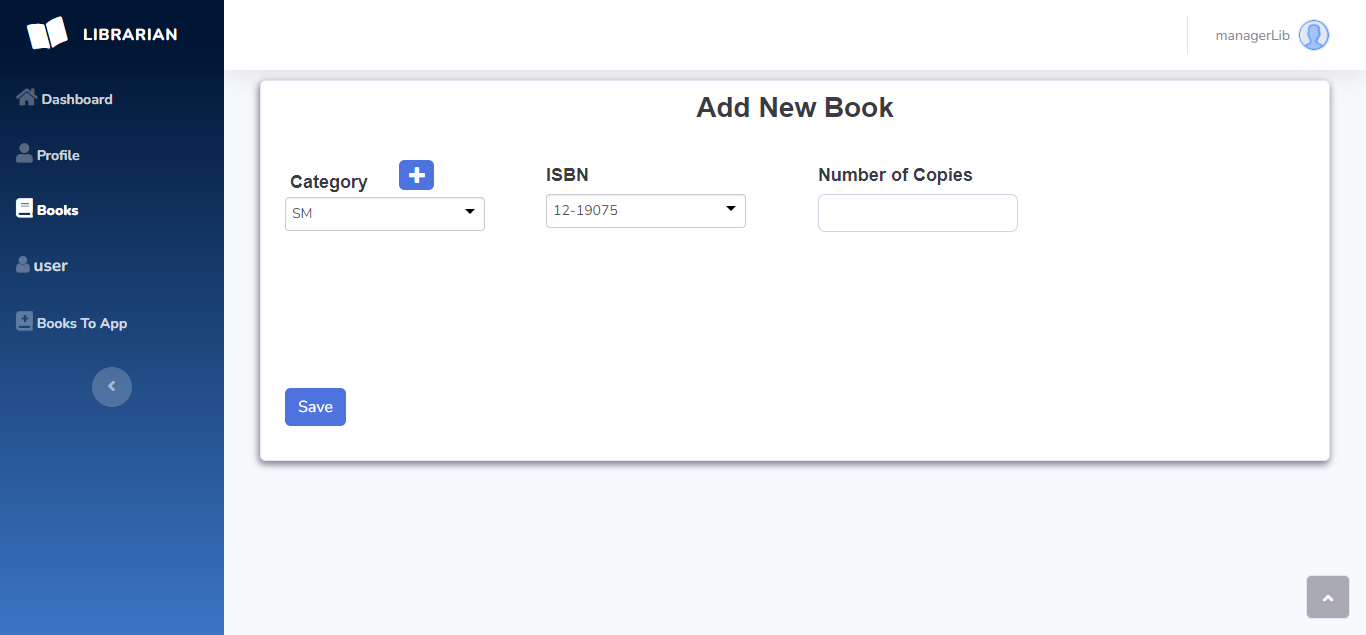 LIBRARIAN
managerLib
Dashboard
Profile
Books
user
Books To App
Add New Book
Category
ISBN
Number of Copies
SM
12-19075
Save